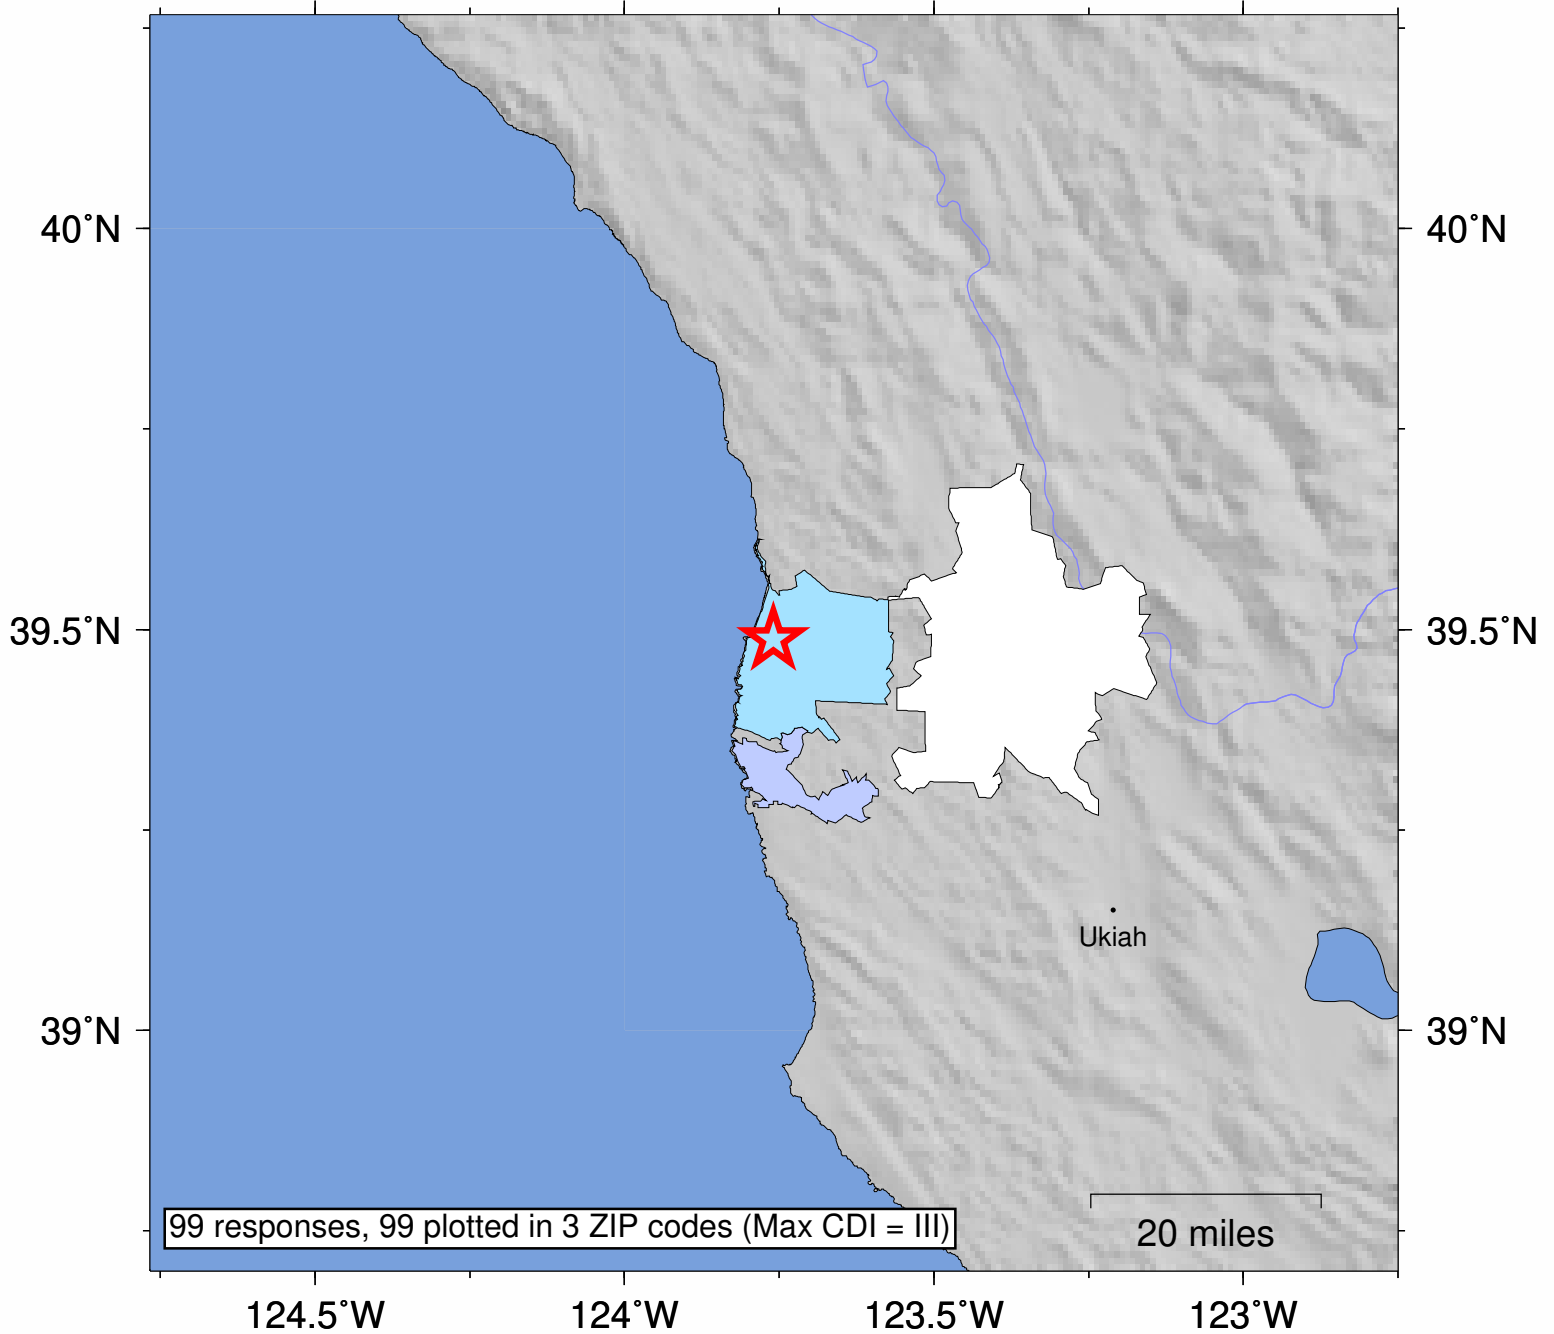 40˚N
40˚N
39.5˚N
39.5˚N
Ukiah
39˚N
39˚N
99 responses, 99 plotted in 3 ZIP codes (Max CDI = III)
20 miles
124.5˚W
124˚W
123.5˚W
123˚W